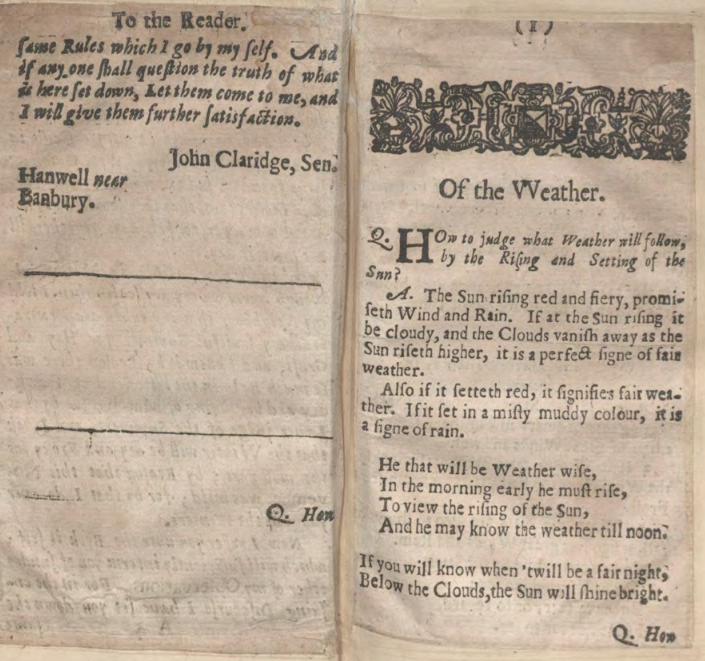 To the Reader.
ſame Rules which I go by my ſelf. And
if any one ſhall queſtion the truth of what
is here ſet down, Let them come to me, and
I will give them further ſatisfaction.
John Claridge, Sen.
Hanwell near
Banbury.
Q. How
(1)
Of the Weather.
Q. HOw to judge what Weather will follow,
by the Riſing and Setting of the
Sun?
A. The Sun riſing red and fiery, promi-
ſeth Wind and Rain. If at the Sun riſing it
be cloudy, and the Clouds vaniſh away as the
Sun riſeth higher, it is a perfect ſigne of fair
weather.
Alſo if it ſetteth red, it ſignifies fair wea-
ther. If it ſet in a miſty muddy colour, it is
a ſigne of rain.
He that will be Weather wiſe,
In the morning early he muſt riſe,
To view the riſing of the Sun,
And he may know the weather till noon.
If you will know when 'twill be a fair night,
Below the Clouds, the Sun will ſhine bright.
Q. How